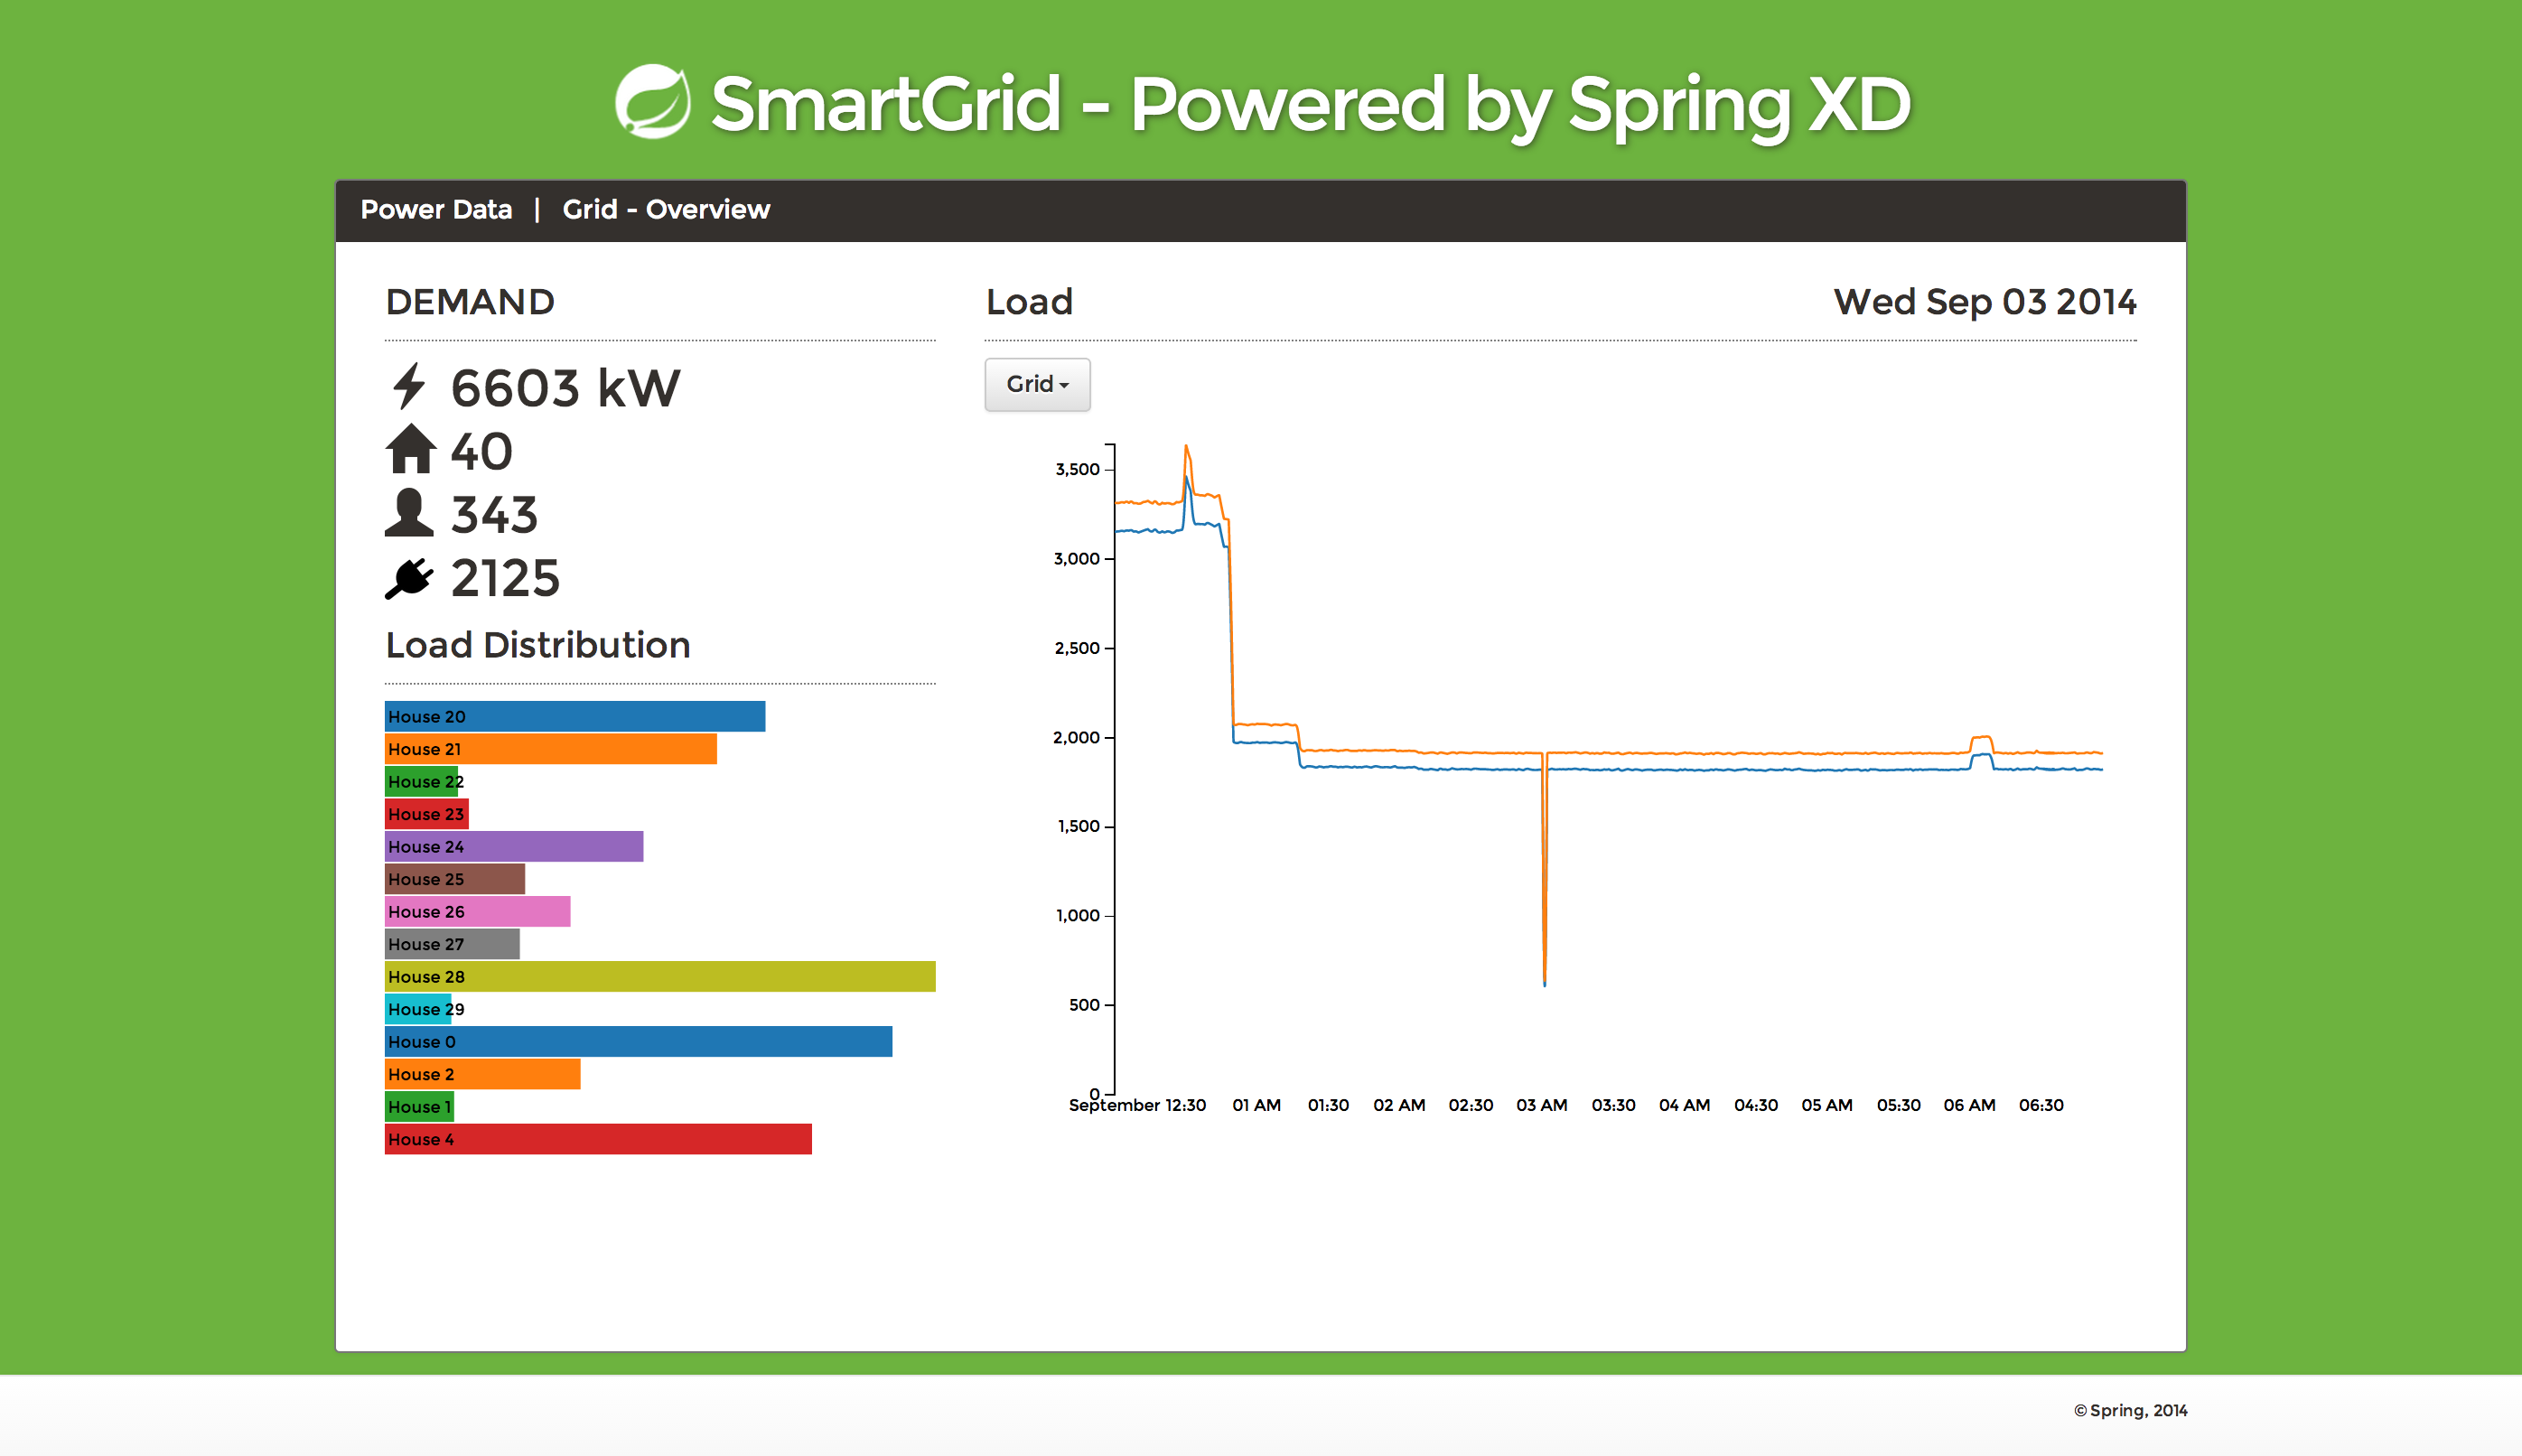 SmartGrid - Powered by Spring XD
Power Data | Grid - Overview
DEMAND
6603 kW
40
343
2125
Load Distribution
House 20
House 21
House 22
House 23
House 24
House 25
House 26
House 27
House 28
House 29
House 0
House 2
House 1
House 4
Load
Wed Sep 03 2014
Grid
3,500
3,000
2,500
2,000
1,500
1,000
500
0
September 12:30 01 AM 01:30 02 AM 02:30 03 AM 03:30 04 AM 04:30 05 AM 05:30 06 AM 06:30
© Spring, 2014